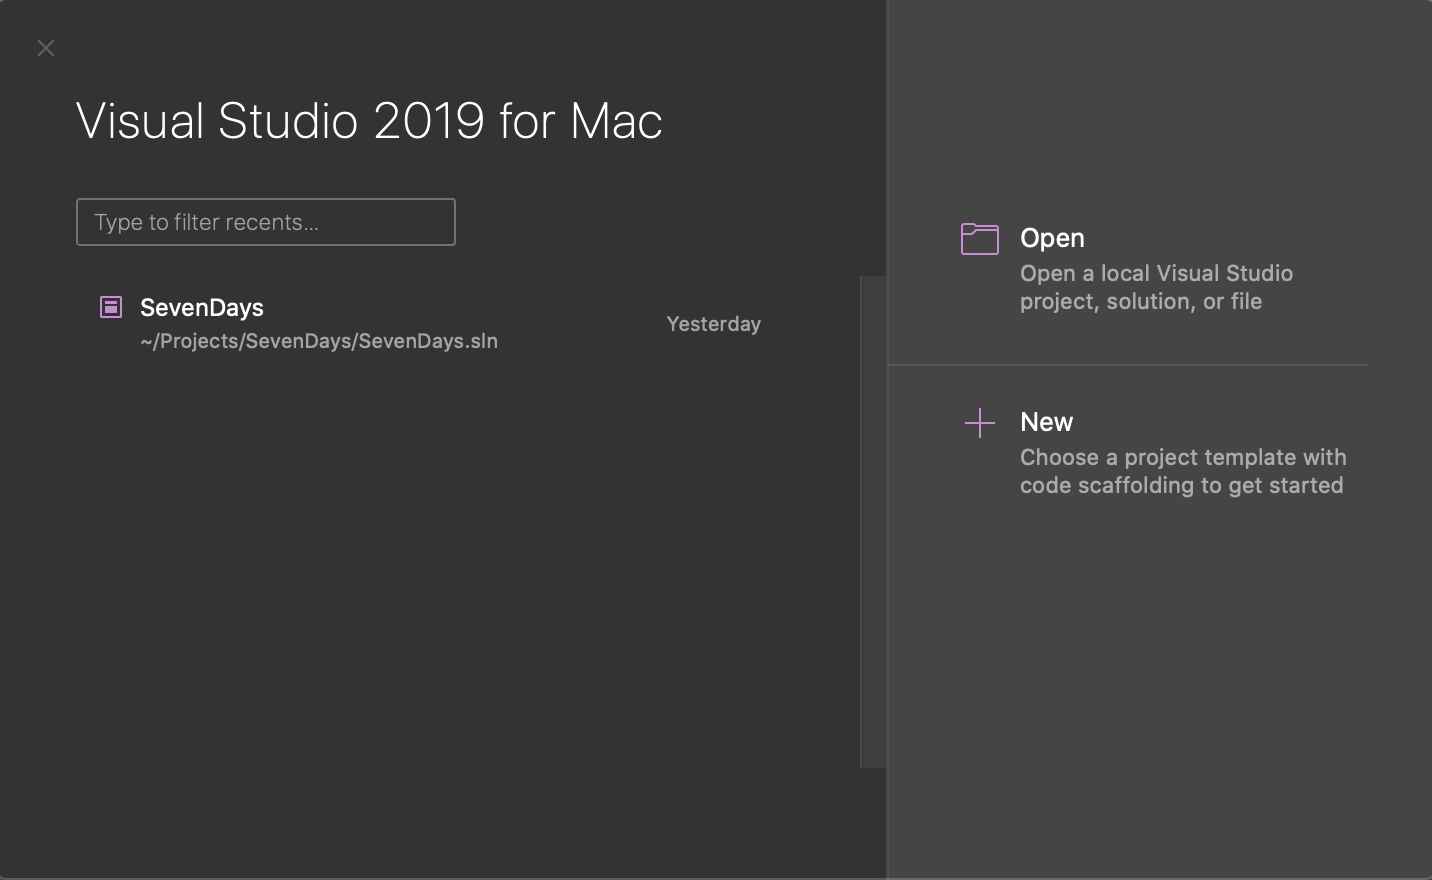 Visual Studio 2019 for Mac
Type to filter recents...
SevenDays
~/Projects/SevenDays/SevenDays.sln
Yesterday
Open
Open a local Visual Studio
project, solution, or file
New
Choose a project template with
code scaffolding to get started